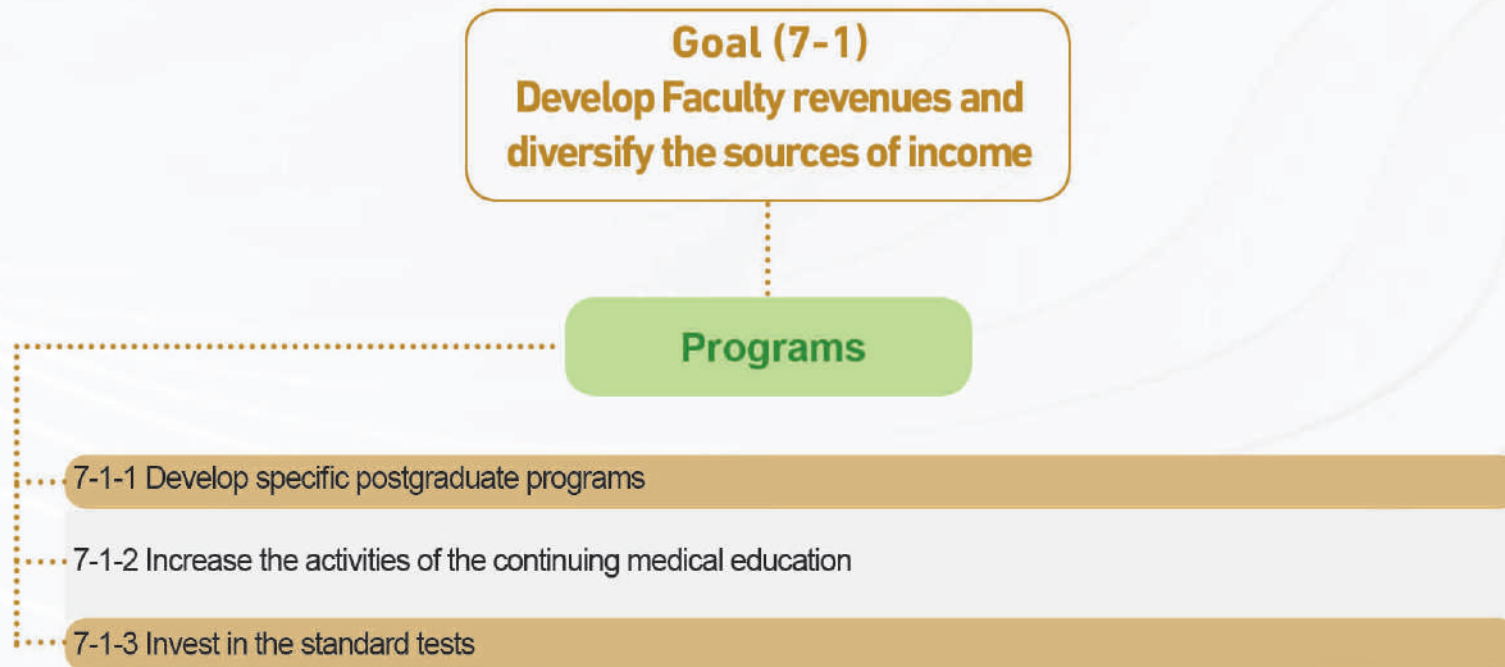 Goal (7-1)
Develop Faculty revenues and
diversify the sources of income
Programs
7-1-1 Develop specific postgraduate programs
7-1-2 Increase the activities of the continuing medical education
7-1-3 Invest in the standard tests